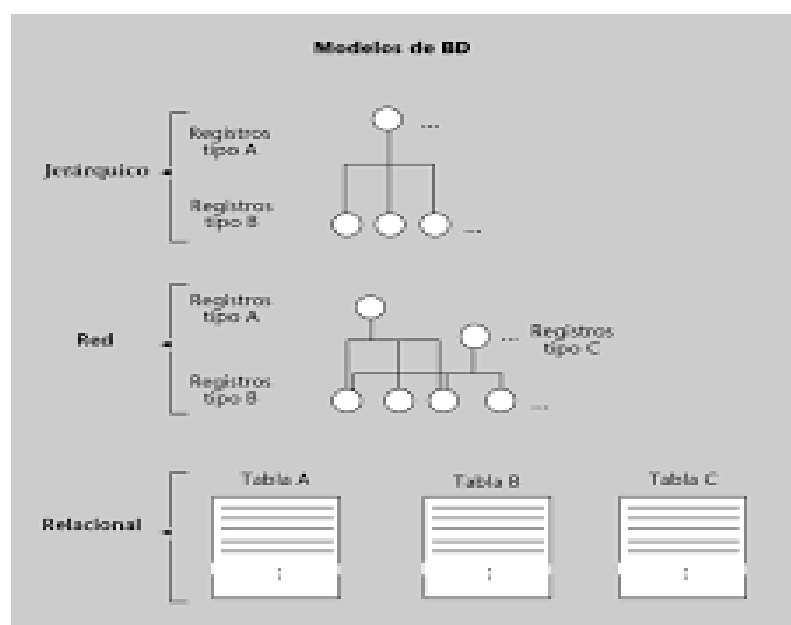 Modelos de BD
Jerárquico
Registros
tipo A
Registros
tipo B
...
...
Red
Registros
tipo A
Registros
tipo B
... Registros
tipo C
...
Relacional
Tabla A
Tabla B
Tabla C